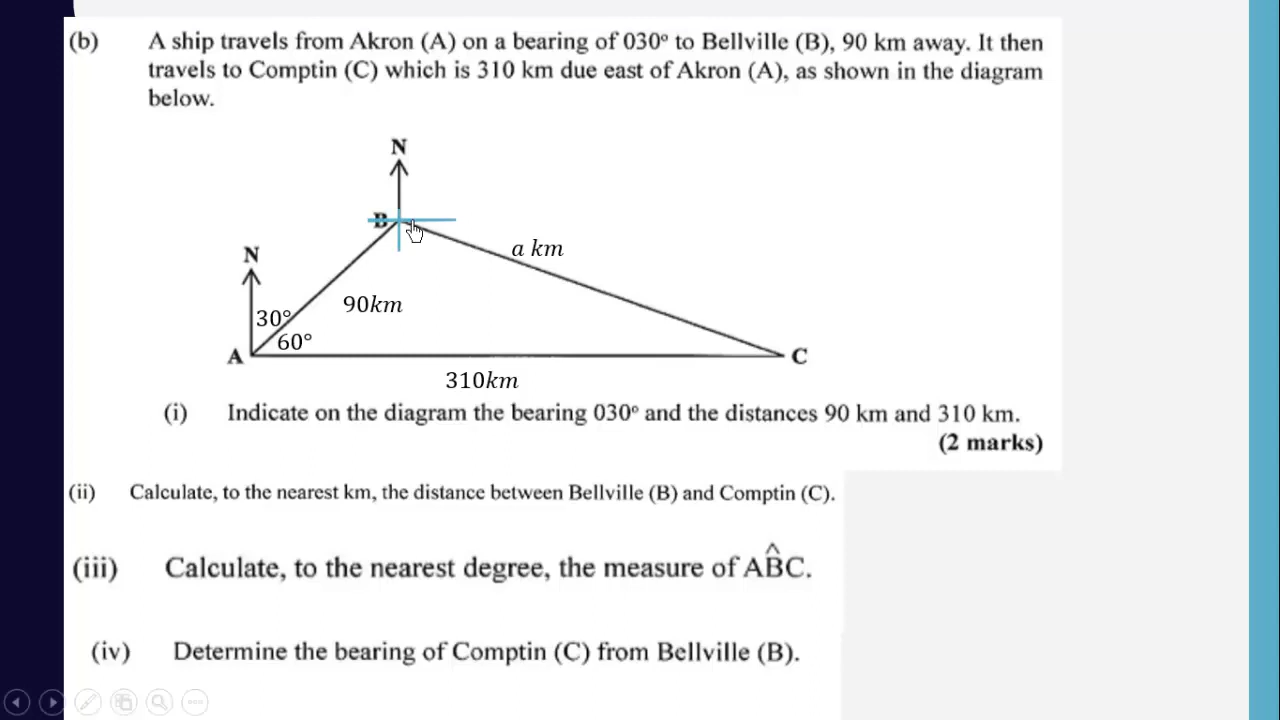 (b) A ship travels from Akron (A) on a bearing of 030° to Bellville (B), 90 km away. It then
travels to Comptin (C) which is 310 km due east of Akron (A), as shown in the diagram
below.
N
B
a km
N
90km
30°
60°
A
C
310km
(i) Indicate on the diagram the bearing 030° and the distances 90 km and 310 km.
(2 marks)
(ii) Calculate, to the nearest km, the distance between Bellville (B) and Comptin (C).
(iii) Calculate, to the nearest degree, the measure of AB̂C.
(iv) Determine the bearing of Comptin (C) from Bellville (B).